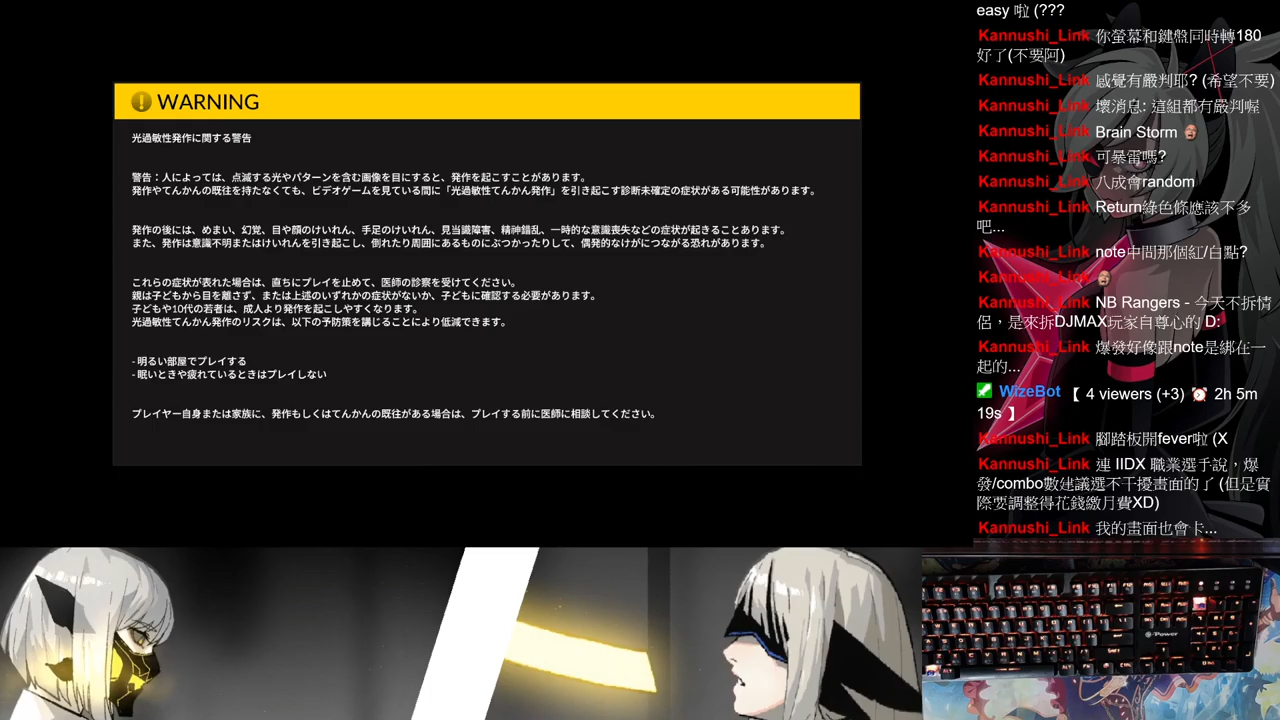 WARNING
光過敏性発作に関する警告
警告：人によっては、点滅する光やパターンを含む画像を目にすると、発作を起こすことがあります。
発作やてんかんの既往を持たなくても、ビデオゲームを見ている間に「光過敏性てんかん発作」を引き起こす診断未確定の症状がある可能性があります。
発作の後には、めまい、幻覚、目や顔のけいれん、手足のけいれん、見当識障害、精神錯乱、一時的な意識喪失などの症状が起きることあります。
また、発作は意識不明またはけいれんを引き起こし、倒れたり周囲にあるものにぶつかったりして、偶発的なけがにつながる恐れがあります。
これらの症状が表れた場合は、直ちにプレイを止めて、医師の診察を受けてください。
親は子どもから目を離さず、または上述のいずれかの症状がないか、子どもに確認する必要があります。
子どもや10代の若者は、成人より発作を起こしやすくなります。
光過敏性てんかん発作のリスクは、以下の予防策を講じることにより低減できます。
- 明るい部屋でプレイする
- 眠いときや疲れているときはプレイしない
プレイヤー自身または家族に、発作もしくはてんかんの既往がある場合は、プレイする前に医師に相談してください。
easy 啦 (???
Kannushi_Link 你螢幕和鍵盤同時轉180
好了(不要阿)
Kannushi_Link 感覺有嚴判耶? (希望不要)
Kannushi_Link 壞消息: 這組都有嚴判喔
Kannushi_Link Brain Storm
Kannushi_Link 可暴雷嗎?
Kannushi_Link 八成會random
Kannushi_Link Return綠色條應該不多
吧...
Kannushi_Link note中間那個紅/白點?
Kannushi_Link
Kannushi_Link NB Rangers - 今天不拆情
侶，是來拆DJMAX玩家自尊心的 D:
Kannushi_Link 爆發好像跟note是綁在一
起的...
WizeBot 【 4 viewers (+3) ⏰ 2h 5m
19s 】
Kannushi_Link 腳踏板開fever啦 (X
Kannushi_Link 連 IIDX 職業選手說，爆
發/combo數建議選不干擾畫面的了 (但是實
際要調整得花錢繳月費XD)
Kannushi_Link 我的畫面也會卡...